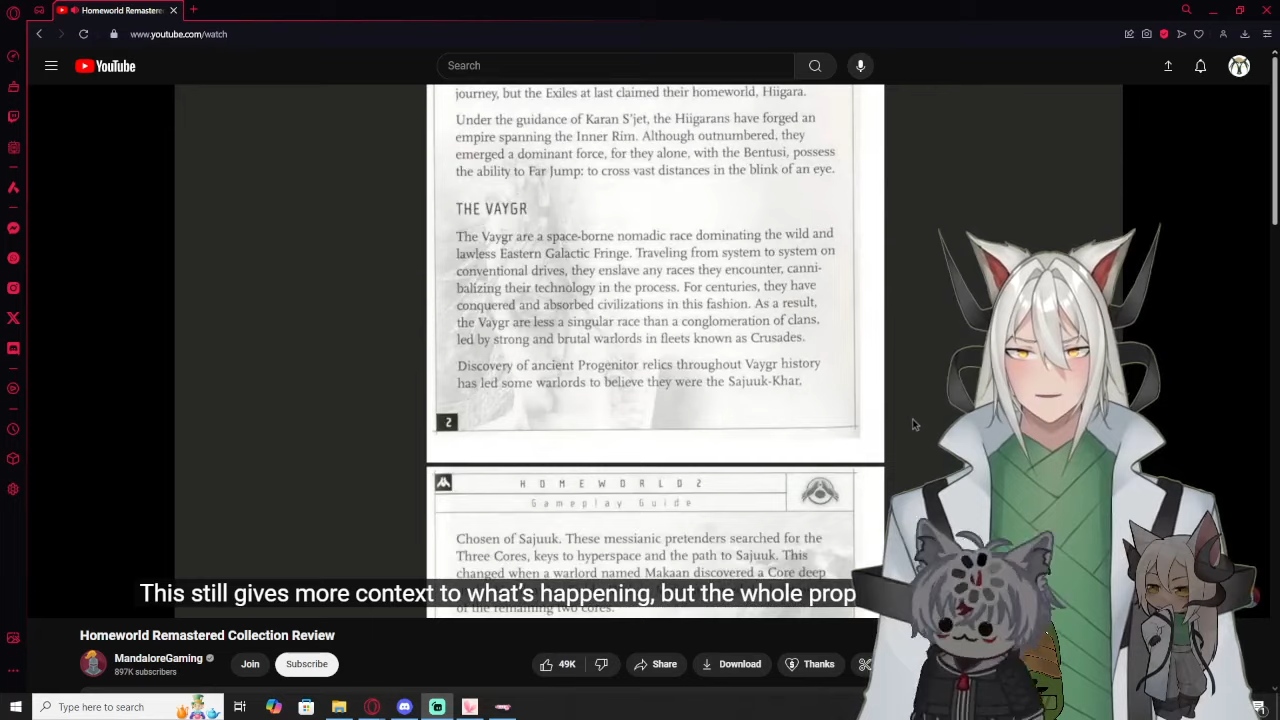 Homeworld Remastered
www.youtube.com/watch
YouTube
Search
journey, but the Exiles at last claimed their homeworld, Hiigara.
Under the guidance of Karan S'jet, the Hiigarans have forged an
empire spanning the Inner Rim. Although outnumbered, they
emerged a dominant force, for they alone, with the Bentusi, possess
the ability to Far Jump: to cross vast distances in the blink of an eye.
THE VAYGR
The Vaygr are a space-borne nomadic race dominating the wild and
lawless Eastern Galactic Fringe. Traveling from system to system on
conventional drives, they enslave any races they encounter, canni-
balizing their technology in the process. For centuries, they have
conquered and absorbed civilizations in this fashion. As a result,
the Vaygr are less a singular race than a conglomeration of clans,
led by strong and brutal warlords in fleets known as Crusades.
Discovery of ancient Progenitor relics throughout Vaygr history
has led some warlords to believe they were the Sajuuk-Khar,
2
HOMEWORLD 2
Gameplay Guide
Chosen of Sajuuk. These messianic pretenders searched for the
Three Cores, keys to hyperspace and the path to Sajuuk. This
changed when a warlord named Makaan discovered a Core deep
This still gives more context to what's happening, but the whole prop
of the remaining two cores.
Homeworld Remastered Collection Review
MandaloreGaming
897K subscribers
Join
Subscribe
49K
Share
Download
Thanks
Type here to search